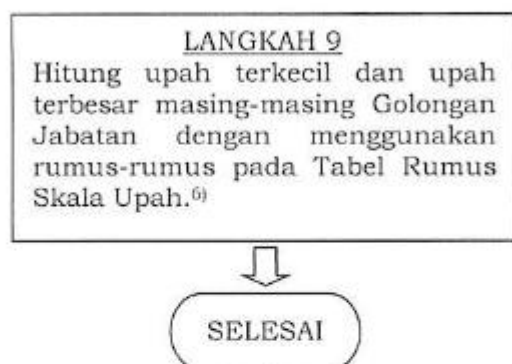 LANGKAH 9
Hitung upah terkecil dan upah
terbesar masing-masing Golongan
Jabatan dengan menggunakan
rumus-rumus pada Tabel Rumus
Skala Upah.⁶⁾
SELESAI